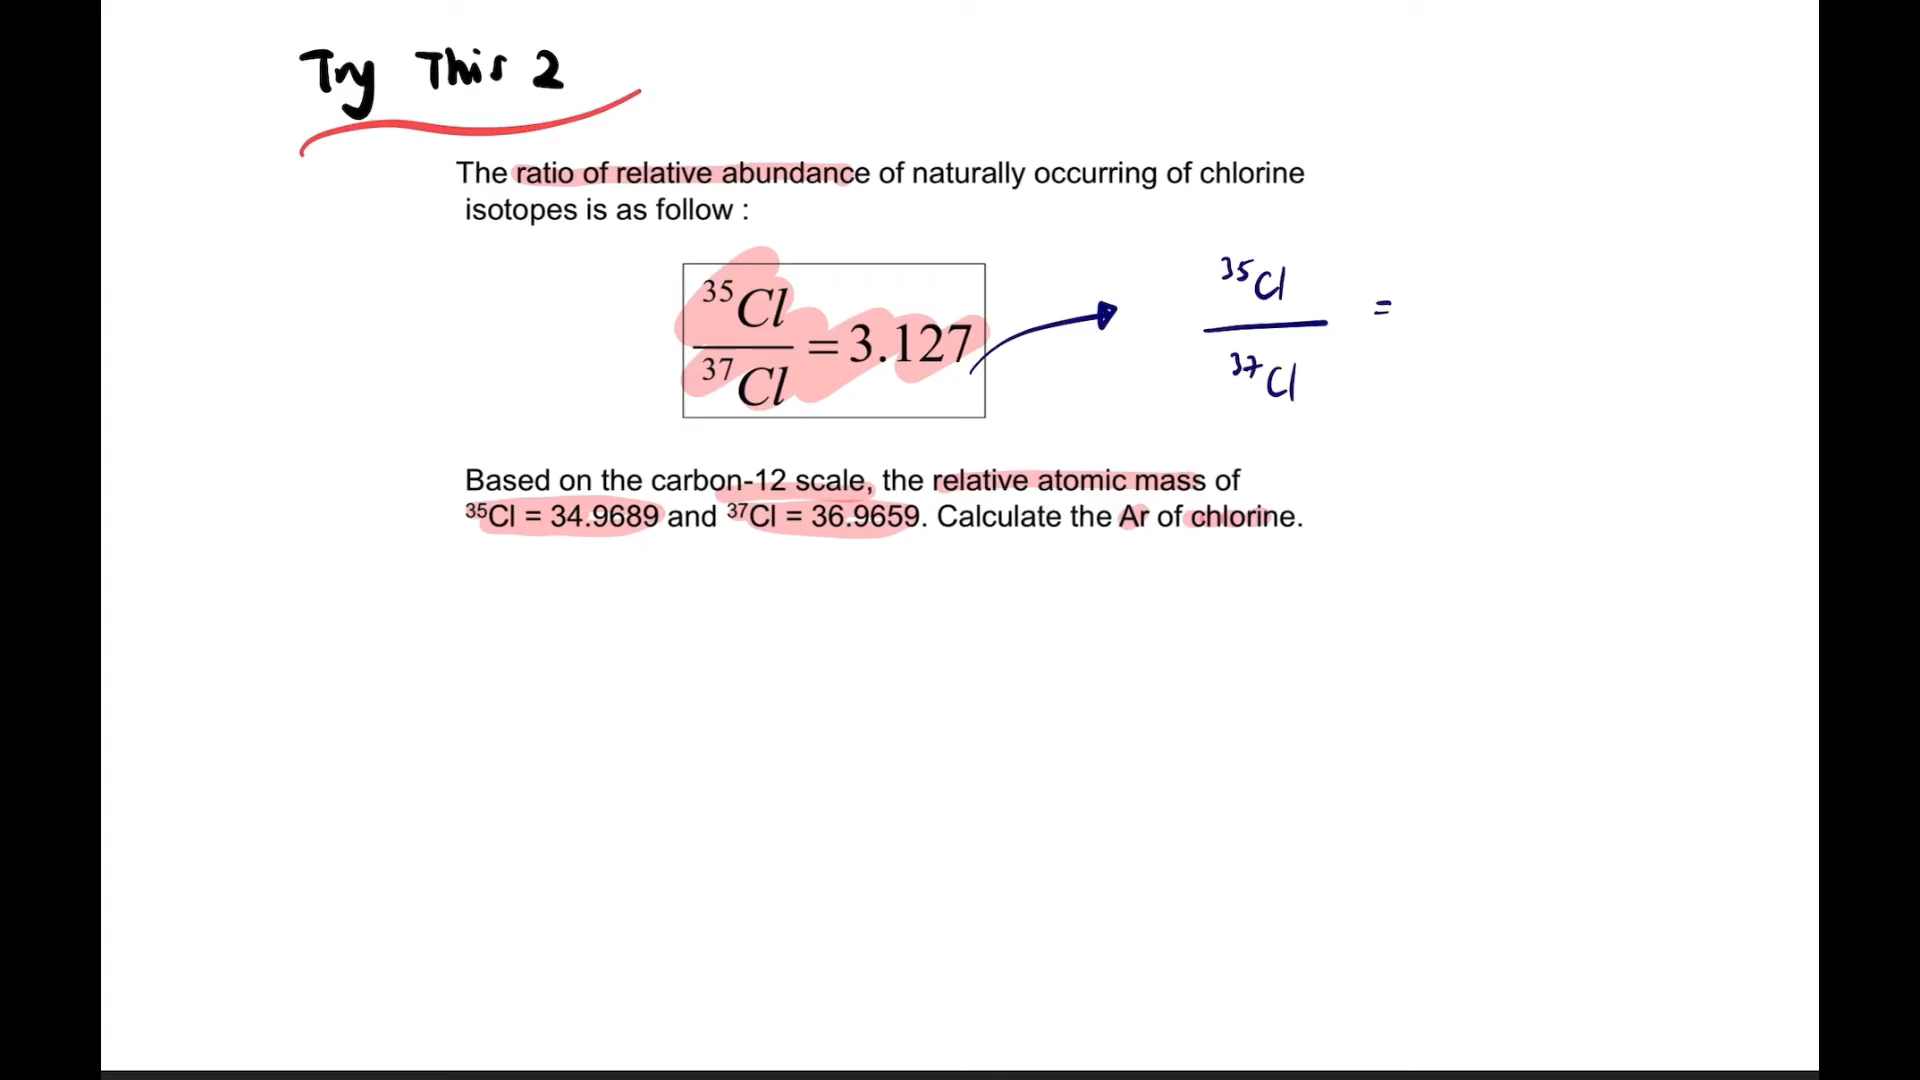 Try This 2
The ratio of relative abundance of naturally occurring of chlorine
isotopes is as follow :
³⁵Cl
³⁷Cl
=3.127
³⁵Cl
³⁷Cl
=
Based on the carbon-12 scale, the relative atomic mass of
³⁵Cl = 34.9689 and ³⁷Cl = 36.9659. Calculate the Ar of chlorine.